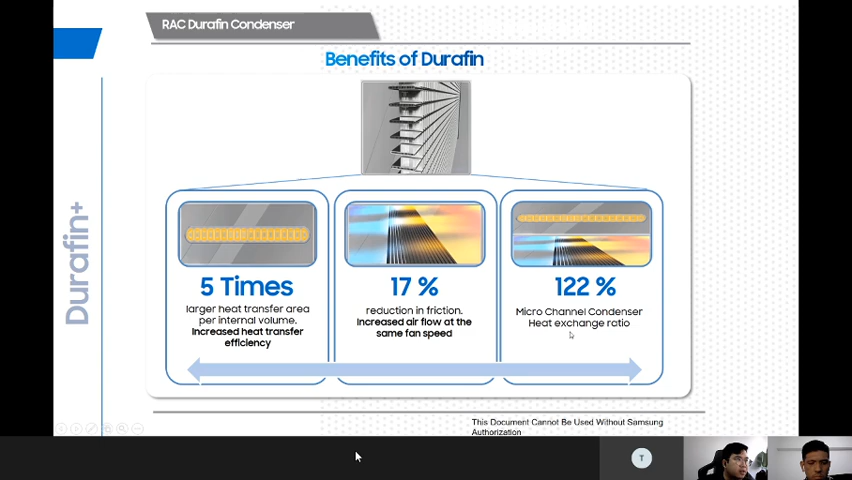 RAC Durafin Condenser
Benefits of Durafin
Durafin+
5 Times
larger heat transfer area
per internal volume.
Increased heat transfer
efficiency
17 %
reduction in friction.
Increased air flow at the
same fan speed
122 %
Micro Channel Condenser
Heat exchange ratio
This Document Cannot Be Used Without Samsung
Authorization
T